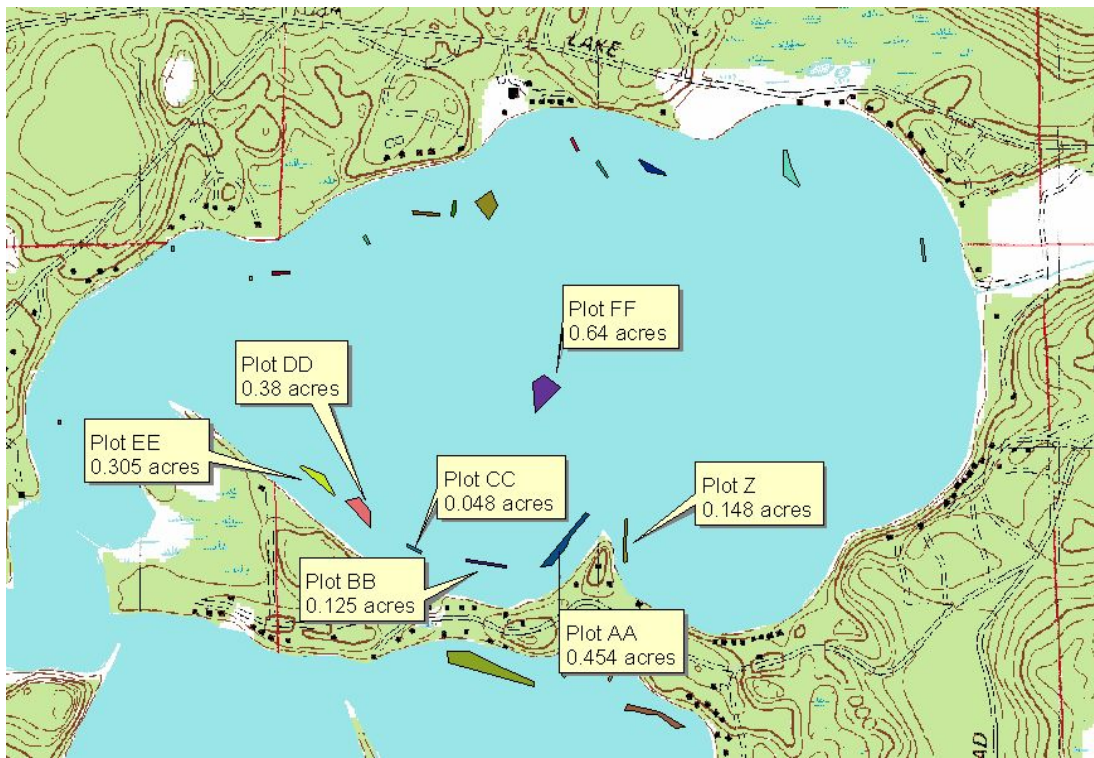 LAKE
Plot FF
0.64 acres
Plot DD
0.38 acres
Plot EE
0.305 acres
Plot CC
0.048 acres
Plot Z
0.148 acres
Plot BB
0.125 acres
Plot AA
0.454 acres
AD